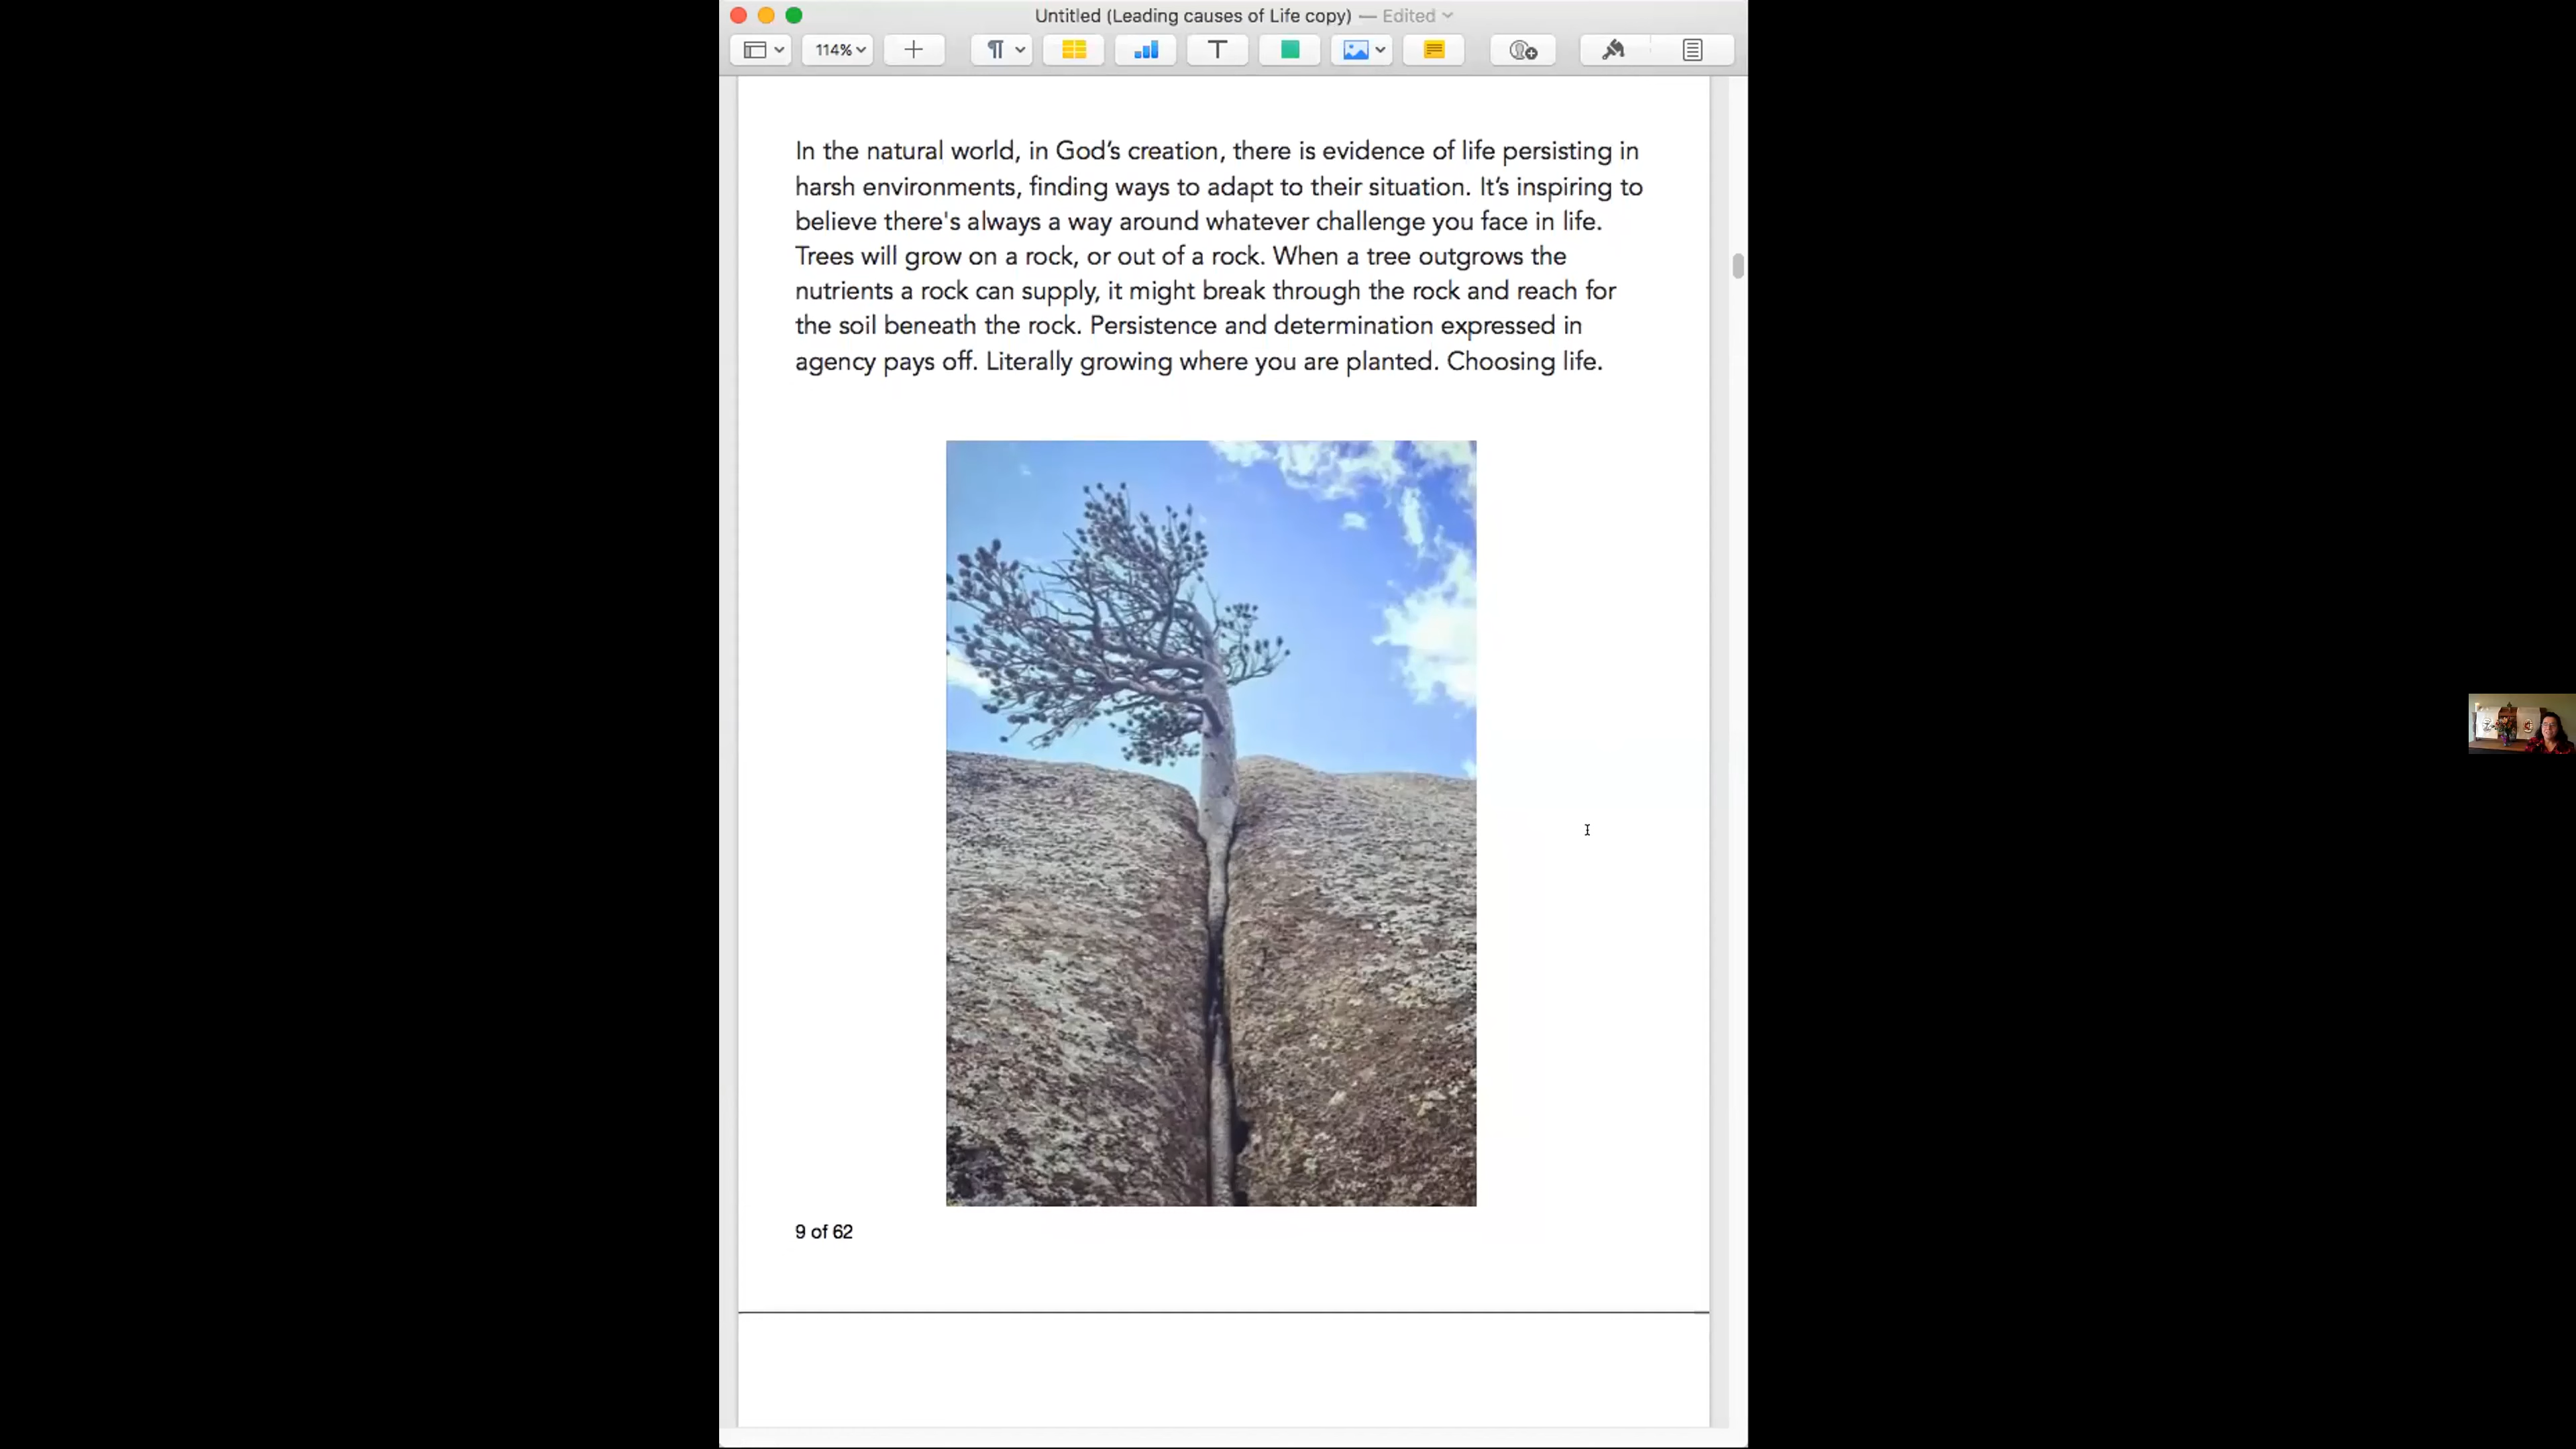 Untitled (Leading causes of Life copy) — Edited
114%
In the natural world, in God’s creation, there is evidence of life persisting in
harsh environments, finding ways to adapt to their situation. It’s inspiring to
believe there's always a way around whatever challenge you face in life.
Trees will grow on a rock, or out of a rock. When a tree outgrows the
nutrients a rock can supply, it might break through the rock and reach for
the soil beneath the rock. Persistence and determination expressed in
agency pays off. Literally growing where you are planted. Choosing life.
9 of 62